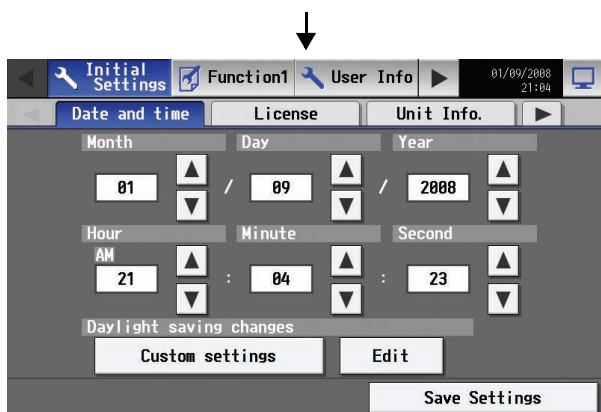 Initial Settings Function1 User Info 01/09/2008 21:04
Date and time License Unit Info.
Month Day Year
01 / 09 / 2008
Hour Minute Second
AM
21 : 04 : 23
Daylight saving changes
Custom settings Edit
Save Settings